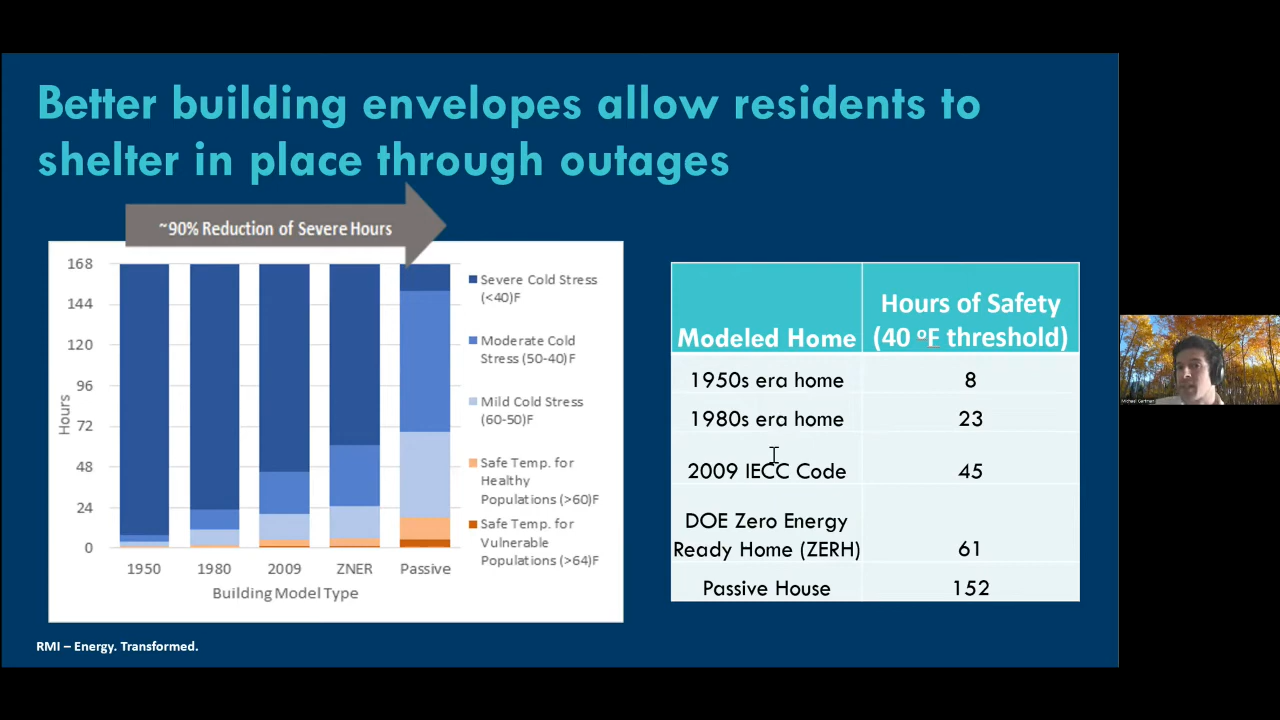 Better building envelopes allow residents to
shelter in place through outages
~90% Reduction of Severe Hours
168
144
120
96
72
48
24
0
Hours
1950
1980
2009
ZNER
Passive
Building Model Type
Severe Cold Stress
(<40)F
Moderate Cold
Stress (50-40)F
Mild Cold Stress
(60-50)F
Safe Temp. for
Healthy
Populations (>60)F
Safe Temp. for
Vulnerable
Populations (>64)F
Modeled Home
Hours of Safety
(40 ºF threshold)
1950s era home
8
1980s era home
23
2009 IECC Code
45
DOE Zero Energy
Ready Home (ZERH)
61
Passive House
152
RMI – Energy. Transformed.
Michael Gartman